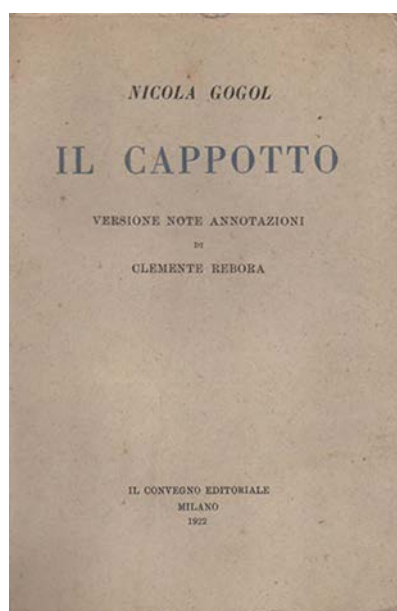 NICOLA GOGOL
IL CAPPOTTO
VERSIONE NOTE ANNOTAZIONI
DI
CLEMENTE REBORA
IL CONVEGNO EDITORIALE
MILANO
1922